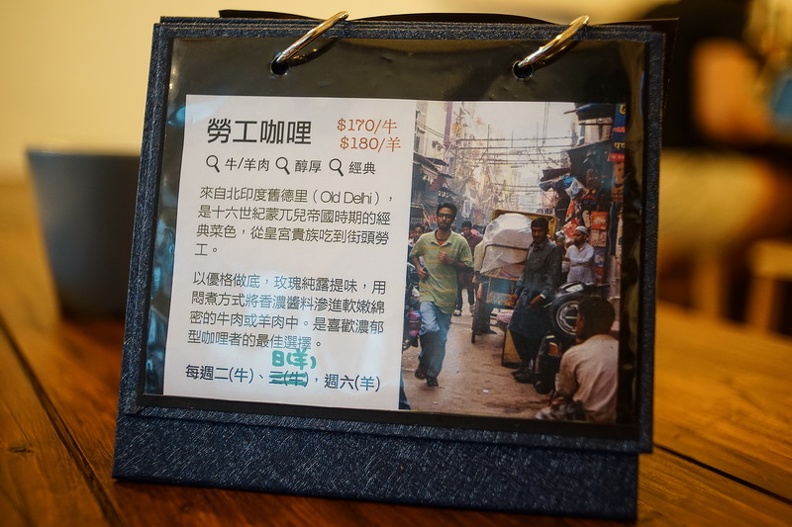 勞工咖哩 $170/牛
$180/羊
牛/羊肉 醇厚 經典
來自北印度舊德里（Old Delhi），
是十六世紀蒙兀兒帝國時期的經
典菜色，從皇宮貴族吃到街頭勞
工。
以優格做底，玫瑰純露提味，用
悶煮方式將香濃醬料滲進軟嫩綿
密的牛肉或羊肉中。是喜歡濃郁
型咖哩者的最佳選擇。
日(羊)
每週二(牛)、三(牛)，週六(羊)